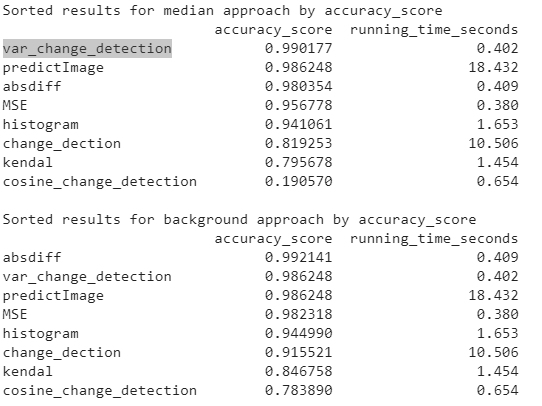 Sorted results for median approach by accuracy_score
accuracy_score running_time_seconds
var_change_detection 0.990177 0.402
predictImage 0.986248 18.432
absdiff 0.980354 0.409
MSE 0.956778 0.380
histogram 0.941061 1.653
change_dection 0.819253 10.506
kendal 0.795678 1.454
cosine_change_detection 0.190570 0.654
Sorted results for background approach by accuracy_score
accuracy_score running_time_seconds
absdiff 0.992141 0.409
var_change_detection 0.986248 0.402
predictImage 0.986248 18.432
MSE 0.982318 0.380
histogram 0.944990 1.653
change_dection 0.915521 10.506
kendal 0.846758 1.454
cosine_change_detection 0.783890 0.654